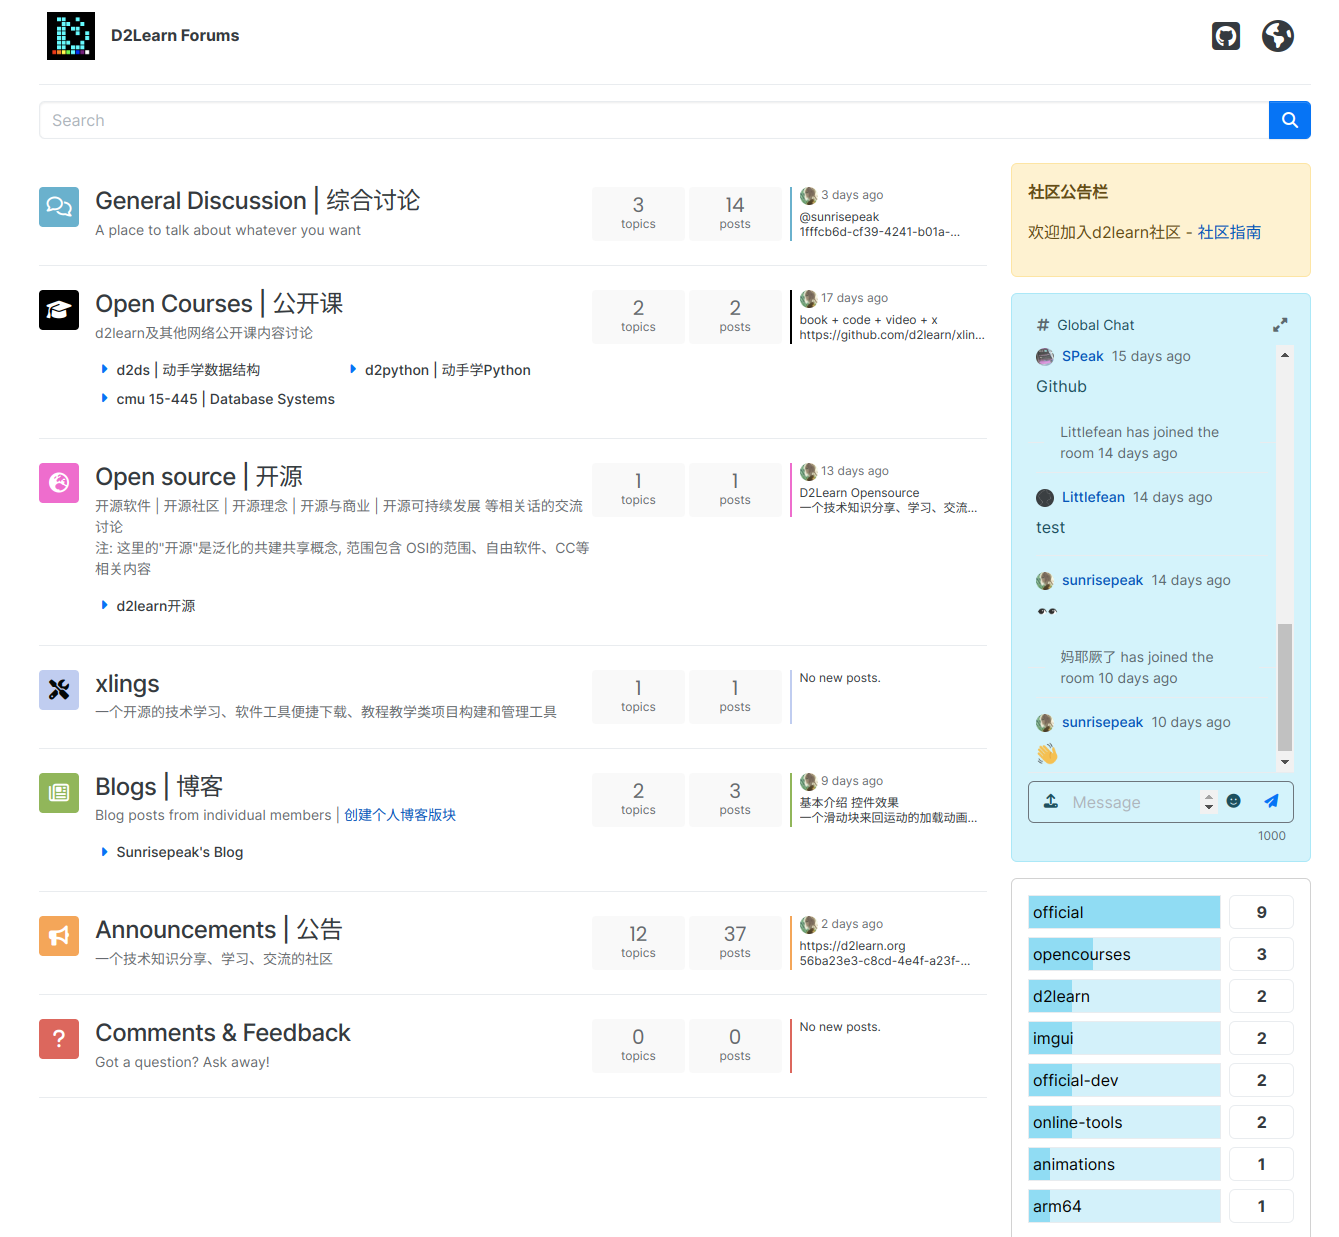 D2Learn Forums
Search
General Discussion | 综合讨论
A place to talk about whatever you want
3
topics
14
posts
3 days ago
@sunrisepeak
1fffcb6d-cf39-4241-b01a-...
Open Courses | 公开课
d2learn及其他网络公开课内容讨论
2
topics
2
posts
17 days ago
book + code + video + x
https://github.com/d2learn/xlin...
d2ds | 动手学数据结构
d2python | 动手学Python
cmu 15-445 | Database Systems
Open source | 开源
开源软件 | 开源社区 | 开源理念 | 开源与商业 | 开源可持续发展 等相关话的交流
讨论
注: 这里的"开源"是泛化的共建共享概念, 范围包含 OSI的范围、自由软件、CC等
相关内容
1
topics
1
posts
13 days ago
D2Learn Opensource
一个技术知识分享、学习、交流...
d2learn开源
xlings
一个开源的技术学习、软件工具便捷下载、教程教学类项目构建和管理工具
1
topics
1
posts
No new posts.
Blogs | 博客
Blog posts from individual members | 创建个人博客版块
2
topics
3
posts
9 days ago
基本介绍 控件效果
一个滑动块来回运动的加载动画...
Sunrisepeak's Blog
Announcements | 公告
一个技术知识分享、学习、交流的社区
12
topics
37
posts
2 days ago
https://d2learn.org
56ba23e3-c8cd-4e4f-a23f-...
Comments & Feedback
Got a question? Ask away!
0
topics
0
posts
No new posts.
社区公告栏
欢迎加入d2learn社区 - 社区指南
# Global Chat
SPeak 15 days ago
Github
Littlefean has joined the
room 14 days ago
Littlefean 14 days ago
test
sunrisepeak 14 days ago
👀
妈耶厥了 has joined the
room 10 days ago
sunrisepeak 10 days ago
👋
Message
1000
official 9
opencourses 3
d2learn 2
imgui 2
official-dev 2
online-tools 2
animations 1
arm64 1